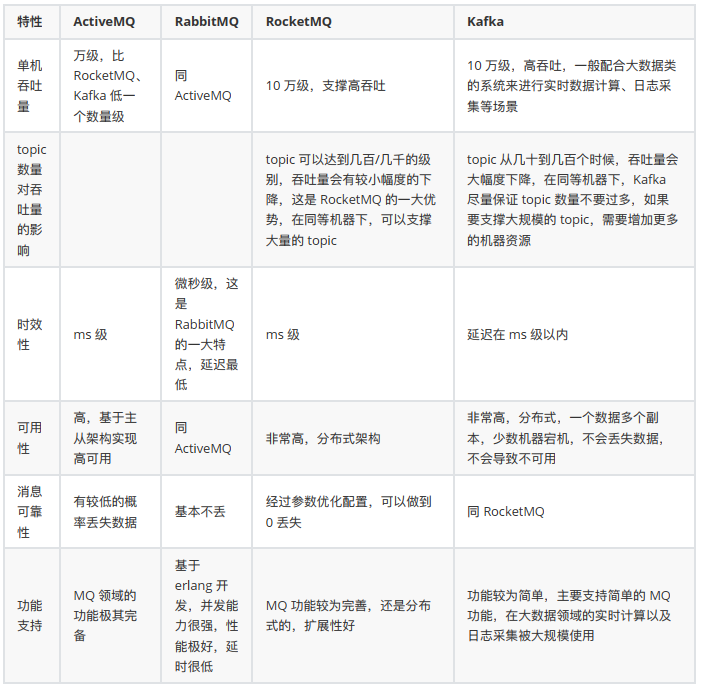 特性 ActiveMQ RabbitMQ RocketMQ Kafka
单机
吞吐
量
万级，比
RocketMQ、
Kafka 低一
个数量级
同
ActiveMQ
10 万级，支撑高吞吐
10 万级，高吞吐，一般配合大数据类
的系统来进行实时数据计算、日志采
集等场景
topic
数量
对吞
吐量
的影
响
topic 可以达到几百/几千的级
别，吞吐量会有较小幅度的下
降，这是 RocketMQ 的一大优
势，在同等机器下，可以支撑
大量的 topic
topic 从几十到几百个时候，吞吐量会
大幅度下降，在同等机器下，Kafka
尽量保证 topic 数量不要过多，如果
要支撑大规模的 topic，需要增加更多
的机器资源
时效
性
ms 级
微秒级，这
是
RabbitMQ
的一大特
点，延迟最
低
ms 级
延迟在 ms 级以内
可用
性
高，基于主
从架构实现
高可用
同
ActiveMQ
非常高，分布式架构
非常高，分布式，一个数据多个副
本，少数机器宕机，不会丢失数据，
不会导致不可用
消息
可靠
性
有较低的概
率丢失数据
基本不丢
经过参数优化配置，可以做到
0 丢失
同 RocketMQ
功能
支持
MQ 领域的
功能极其完
备
基于
erlang 开
发，并发能
力很强，性
能极好，延
时很低
MQ 功能较为完善，还是分布
式的，扩展性好
功能较为简单，主要支持简单的 MQ
功能，在大数据领域的实时计算以及
日志采集被大规模使用